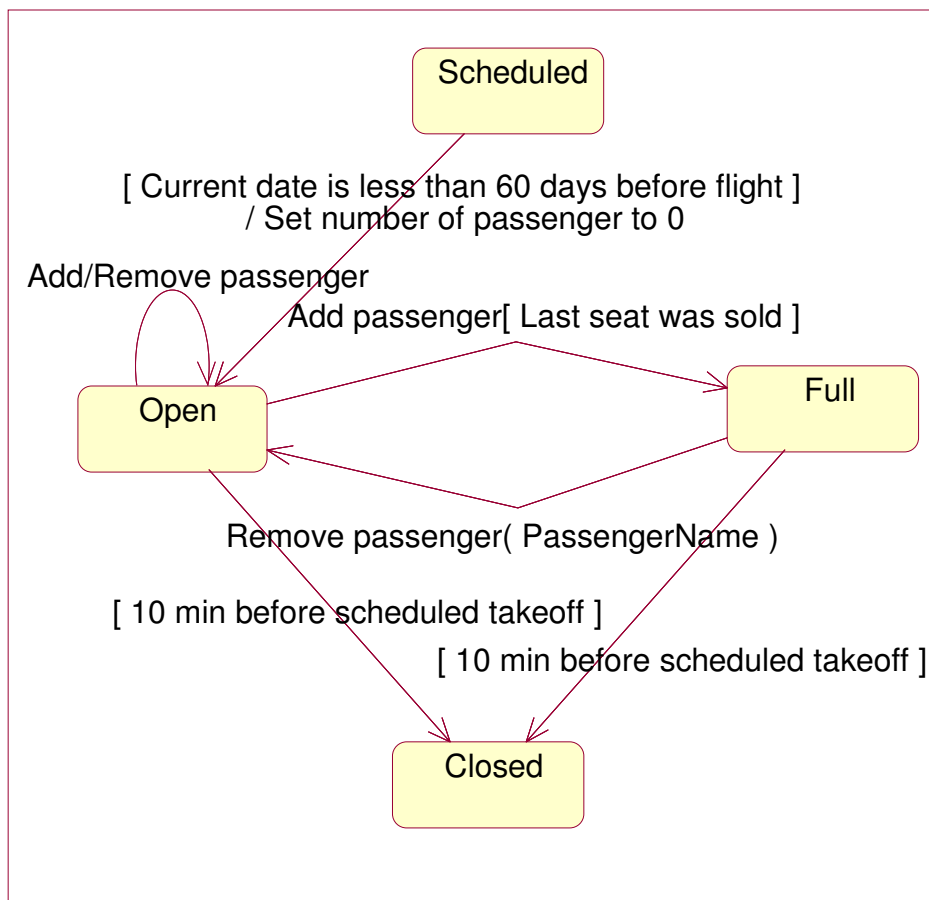 Scheduled
[ Current date is less than 60 days before flight ]
/ Set number of passenger to 0
Add/Remove passenger
Add passenger[ Last seat was sold ]
Open
Full
Remove passenger( PassengerName )
[ 10 min before scheduled takeoff ]
[ 10 min before scheduled takeoff ]
Closed